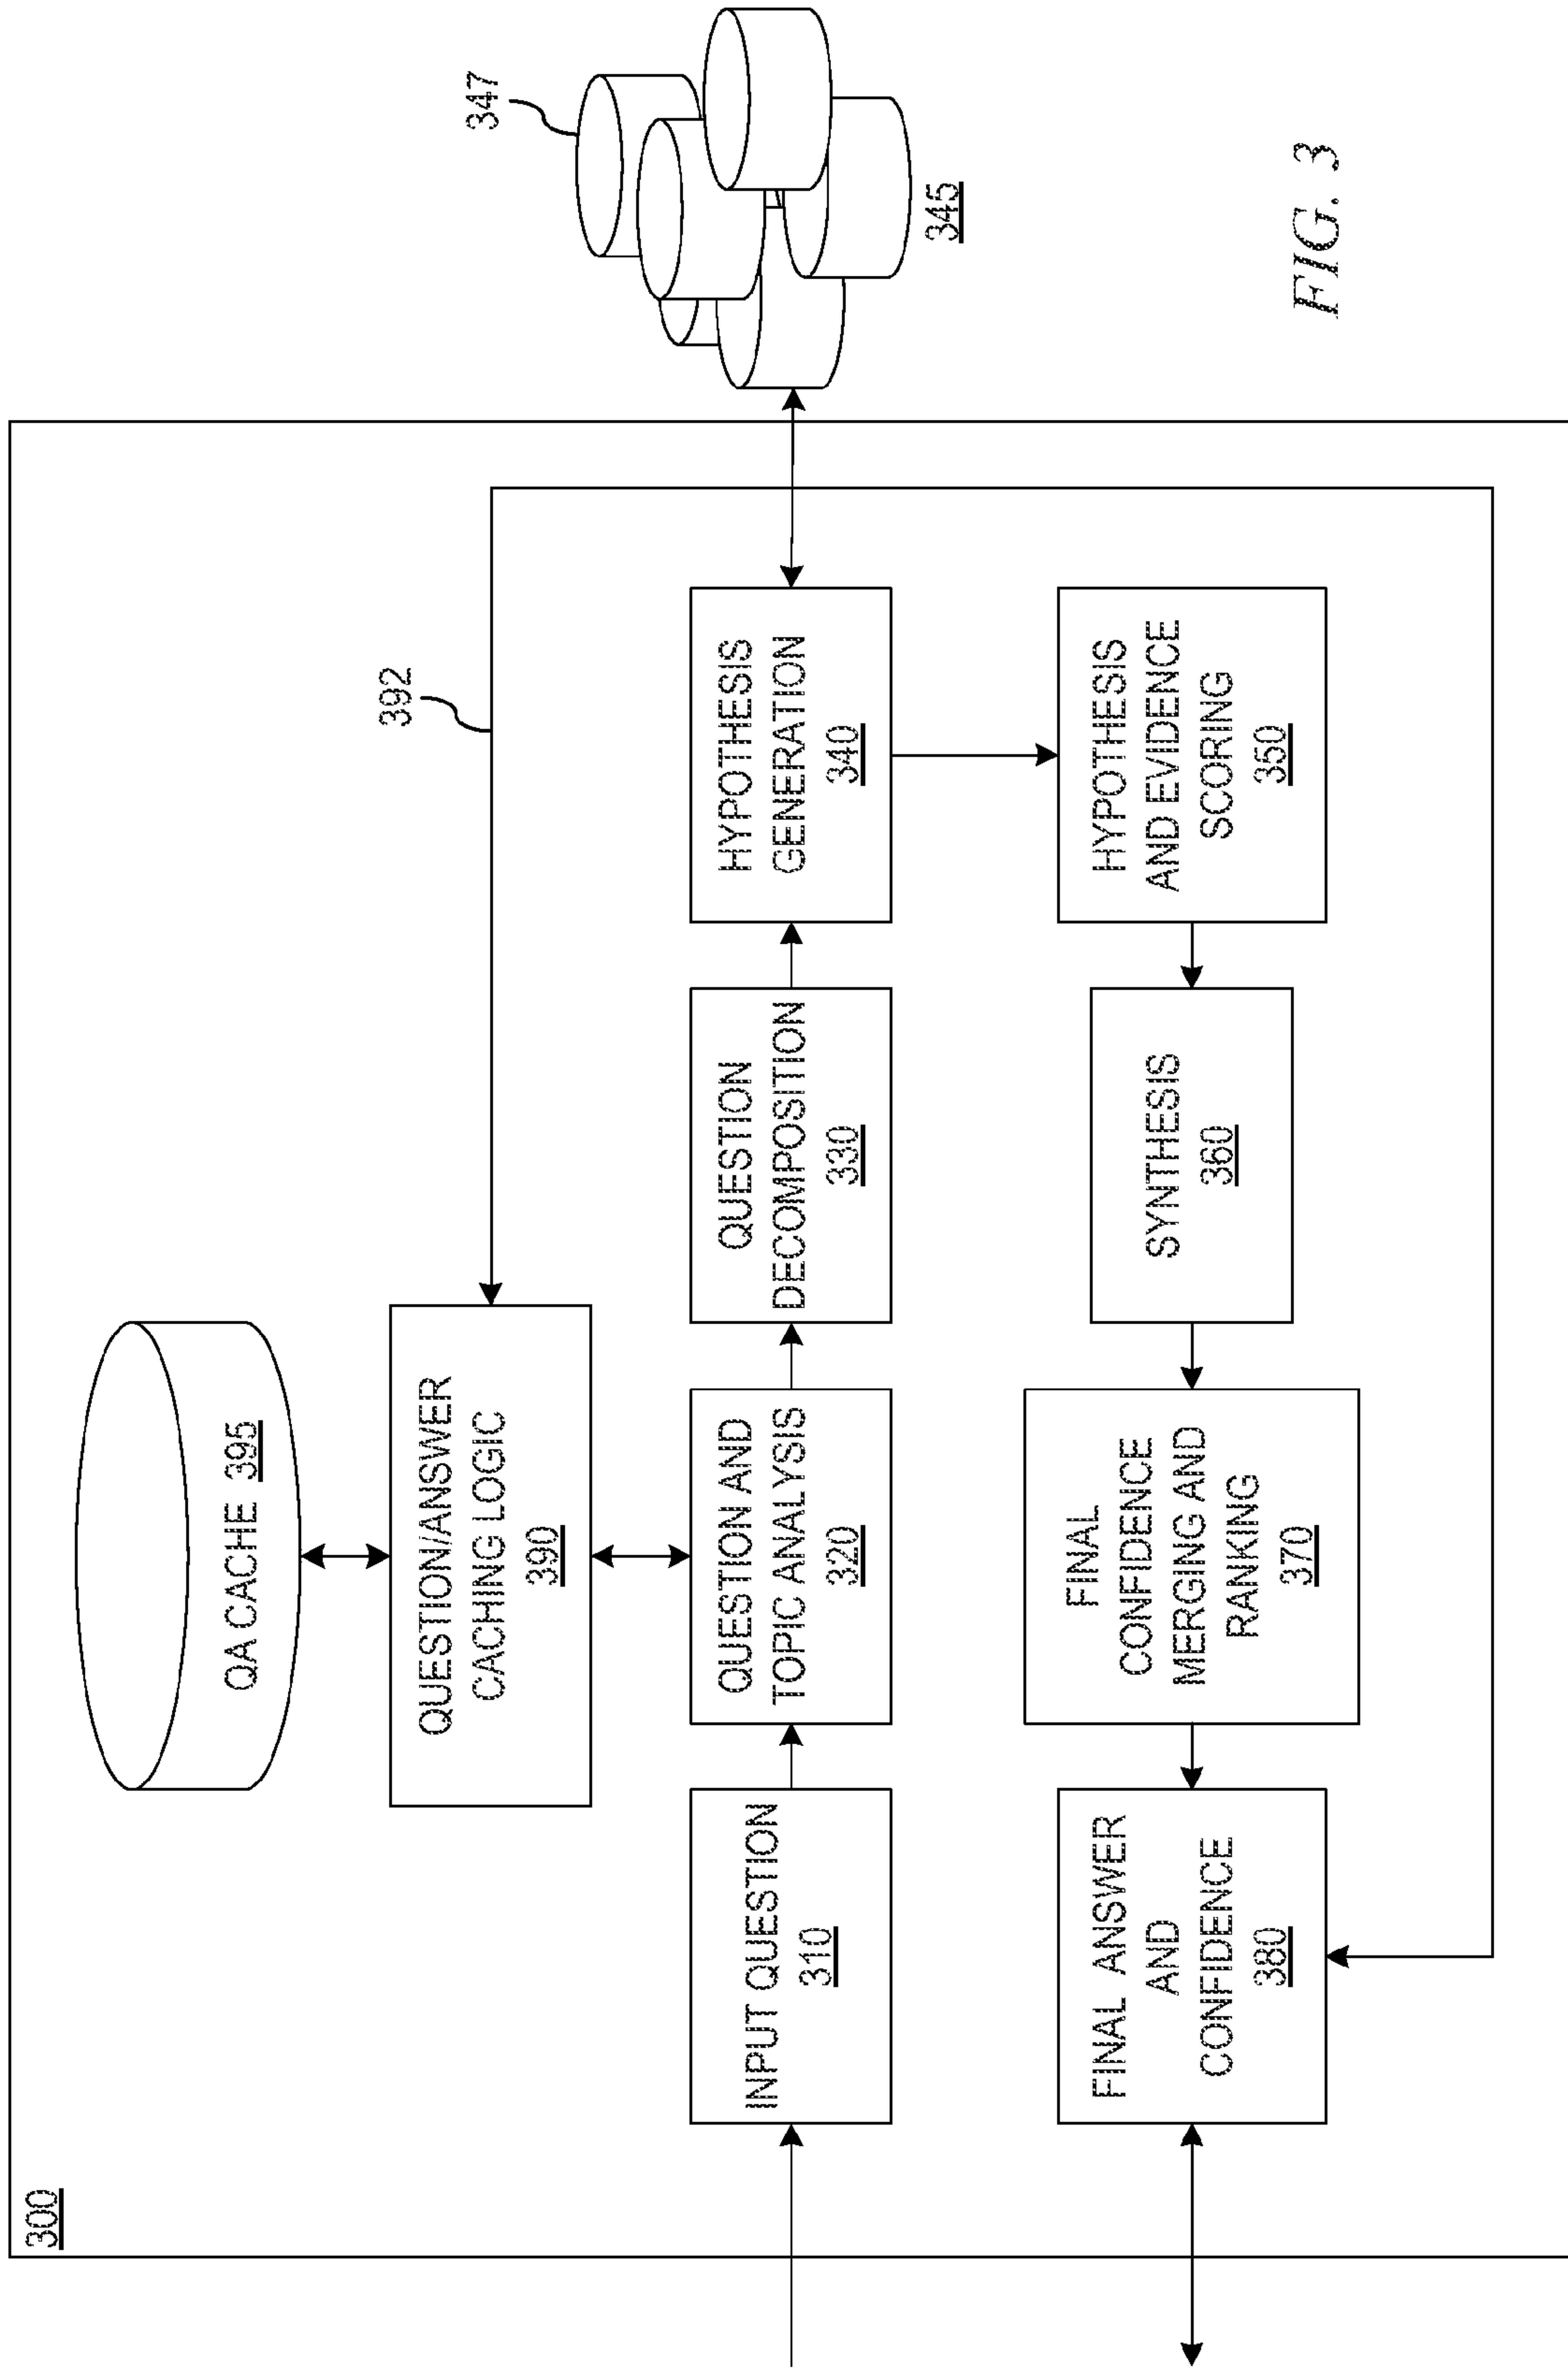 300
QA CACHE 395
392
347
QUESTION/ANSWER
CACHING LOGIC
390
INPUT QUESTION
310
QUESTION AND
TOPIC ANALYSIS
320
QUESTION
DECOMPOSITION
330
HYPOTHESIS
GENERATION
340
345
FINAL ANSWER
AND
CONFIDENCE
380
FINAL
CONFIDENCE
MERGING AND
RANKING
370
SYNTHESIS
360
HYPOTHESIS
AND EVIDENCE
SCORING
350
FIG. 3